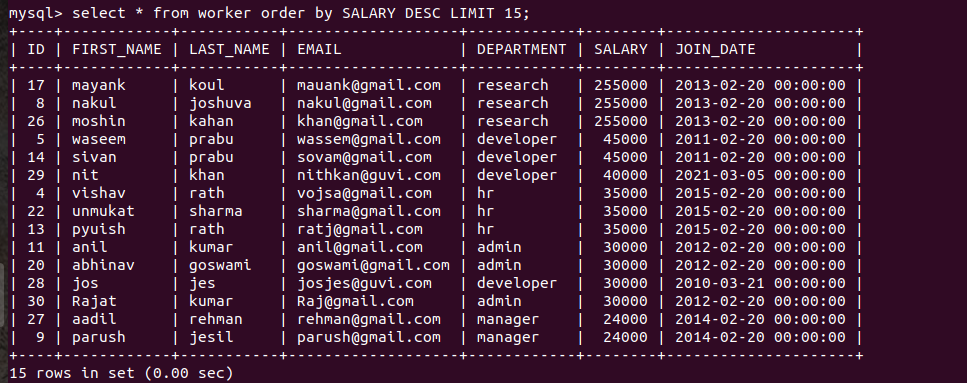 mysql> select * from worker order by SALARY DESC LIMIT 15;
+----+------------+-----------+-------------------+------------+--------+---------------------+
| ID | FIRST_NAME | LAST_NAME | EMAIL             | DEPARTMENT | SALARY | JOIN_DATE           |
+----+------------+-----------+-------------------+------------+--------+---------------------+
| 17 | mayank     | koul      | mauank@gmail.com  | research   | 255000 | 2013-02-20 00:00:00 |
|  8 | nakul      | joshuva   | nakul@gmail.com   | research   | 255000 | 2013-02-20 00:00:00 |
| 26 | moshin     | kahan     | khan@gmail.com    | research   | 255000 | 2013-02-20 00:00:00 |
|  5 | waseem     | prabu     | wassem@gmail.com  | developer  |  45000 | 2011-02-20 00:00:00 |
| 14 | sivan      | prabu     | sovam@gmail.com   | developer  |  45000 | 2011-02-20 00:00:00 |
| 29 | nit        | khan      | nithkan@guvi.com  | developer  |  40000 | 2021-03-05 00:00:00 |
|  4 | vishav     | rath      | vojsa@gmail.com   | hr         |  35000 | 2015-02-20 00:00:00 |
| 22 | unmukat    | sharma    | sharma@gmail.com  | hr         |  35000 | 2015-02-20 00:00:00 |
| 13 | pyuish     | rath      | ratj@gmail.com    | hr         |  35000 | 2015-02-20 00:00:00 |
| 11 | anil       | kumar     | anil@gmail.com    | admin      |  30000 | 2012-02-20 00:00:00 |
| 20 | abhinav    | goswami   | goswami@gmail.com | admin      |  30000 | 2012-02-20 00:00:00 |
| 28 | jos        | jes       | josjes@guvi.com   | developer  |  30000 | 2010-03-21 00:00:00 |
| 30 | Rajat      | kumar     | Raj@gmail.com     | admin      |  30000 | 2012-02-20 00:00:00 |
| 27 | aadil      | rehman    | rehman@gmail.com  | manager    |  24000 | 2014-02-20 00:00:00 |
|  9 | parush     | jesil     | parush@gmail.com  | manager    |  24000 | 2014-02-20 00:00:00 |
+----+------------+-----------+-------------------+------------+--------+---------------------+
15 rows in set (0.00 sec)